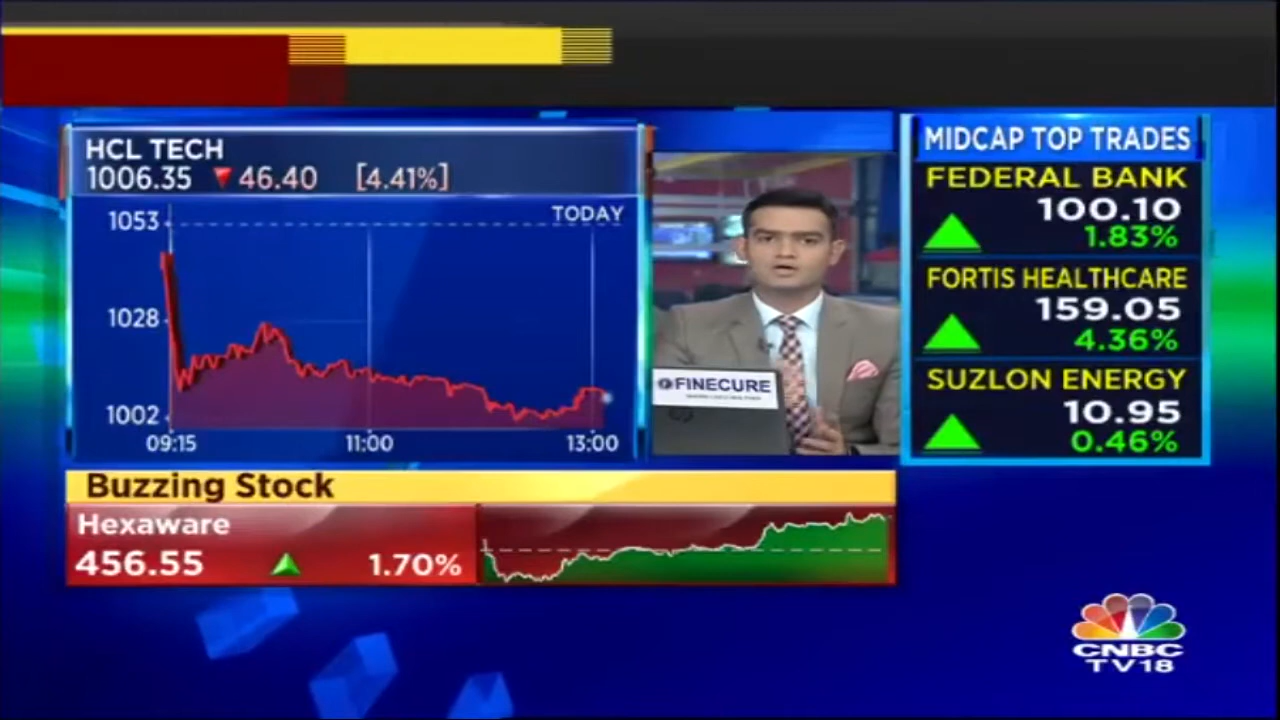 HCL TECH
1006.35 ▼ 46.40 [4.41%]
TODAY
1053
1028
1002
09:15 11:00 13:00
FINECURE
MIDCAP TOP TRADES
FEDERAL BANK
100.10
1.83%
FORTIS HEALTHCARE
159.05
4.36%
SUZLON ENERGY
10.95
0.46%
Buzzing Stock
Hexaware
456.55 ▲ 1.70%
CNBC
TV18